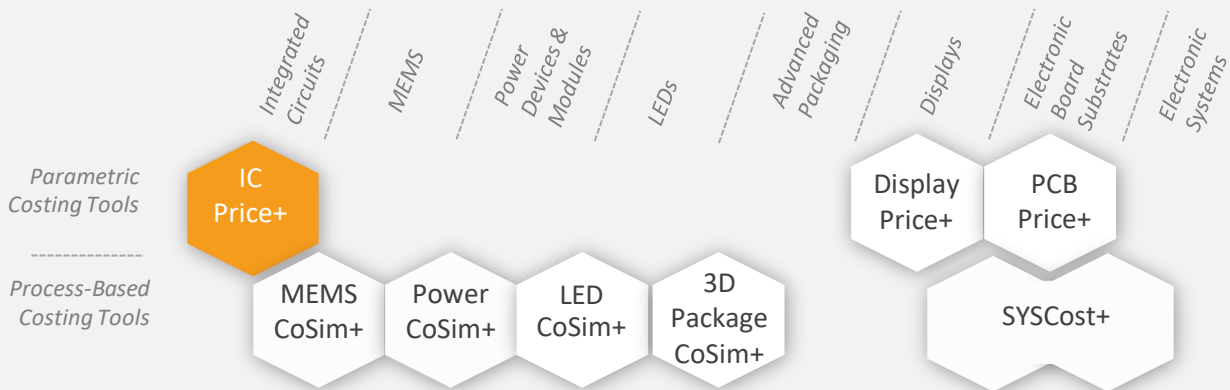 Integrated
Circuits
MEMS
Power
Devices &
Modules
LEDs
Advanced
Packaging
Displays
Electronic
Board
Substrates
Electronic
Systems
Parametric
Costing Tools
IC
Price+
Display
Price+
PCB
Price+
Process-Based
Costing Tools
MEMS
CoSim+
Power
CoSim+
LED
CoSim+
3D
Package
CoSim+
SYSCost+